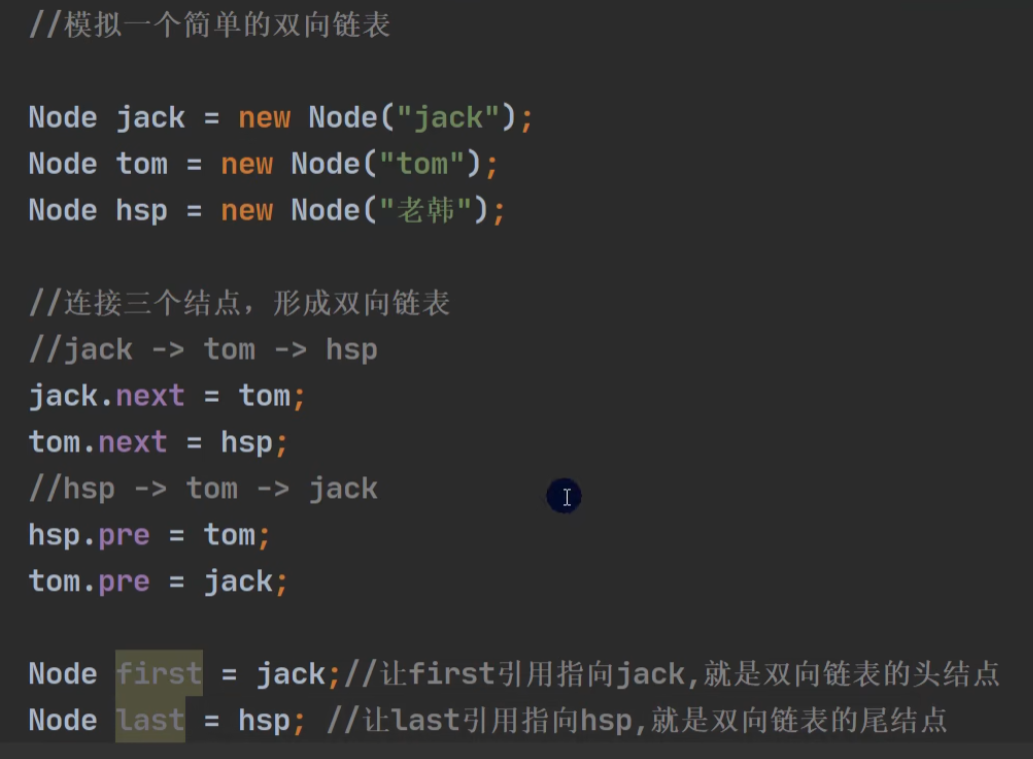 //模拟一个简单的双向链表
Node jack = new Node("jack");
Node tom = new Node("tom");
Node hsp = new Node("老韩");
//连接三个结点，形成双向链表
//jack -> tom -> hsp
jack.next = tom;
tom.next = hsp;
//hsp -> tom -> jack
hsp.pre = tom;
tom.pre = jack;
Node first = jack;//让first引用指向jack,就是双向链表的头结点
Node last = hsp; //让last引用指向hsp,就是双向链表的尾结点